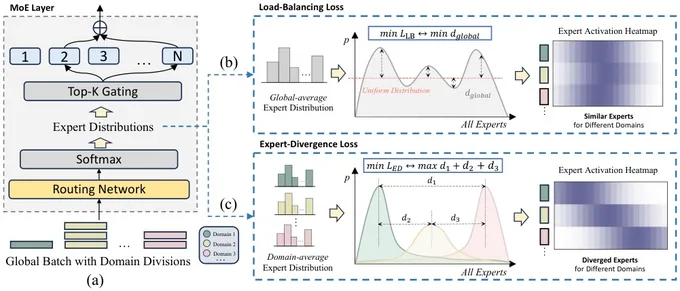 MoE Layer
1 2 3 ... N
Top-K Gating
Expert Distributions
Softmax
Routing Network
...
Global Batch with Domain Divisions
(a)
(b)
(c)
Domain 1
Domain 2
Domain 3
...
Load-Balancing Loss
...
Global-average
Expert Distribution
min L_LB ↔ min d_global
p
Uniform Distribution
d_global
All Experts
Expert Activation Heatmap
Similar Experts
for Different Domains
Expert-Divergence Loss
...
...
...
Domain-average
Expert Distribution
min L_ED ↔ max d_1 + d_2 + d_3
p
d_1
d_2 d_3
All Experts
Expert Activation Heatmap
Diverged Experts
for Different Domains